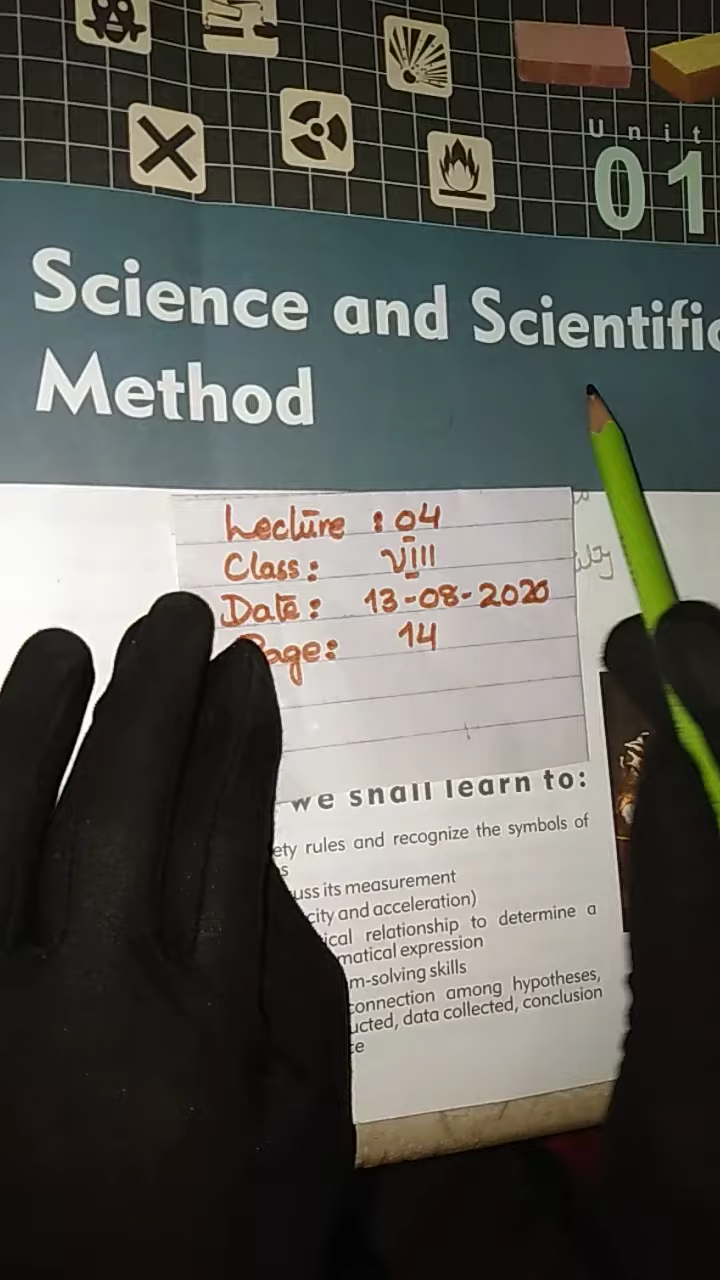 Unit
01
Science and Scientific
Method
Lecture : 04
Class: VIII
Date: 13-08-2020
Page: 14
we shall learn to:
ety rules and recognize the symbols of
s
uss its measurement
city and acceleration)
ical relationship to determine a
matical expression
m-solving skills
connection among hypotheses,
ucted, data collected, conclusion
te